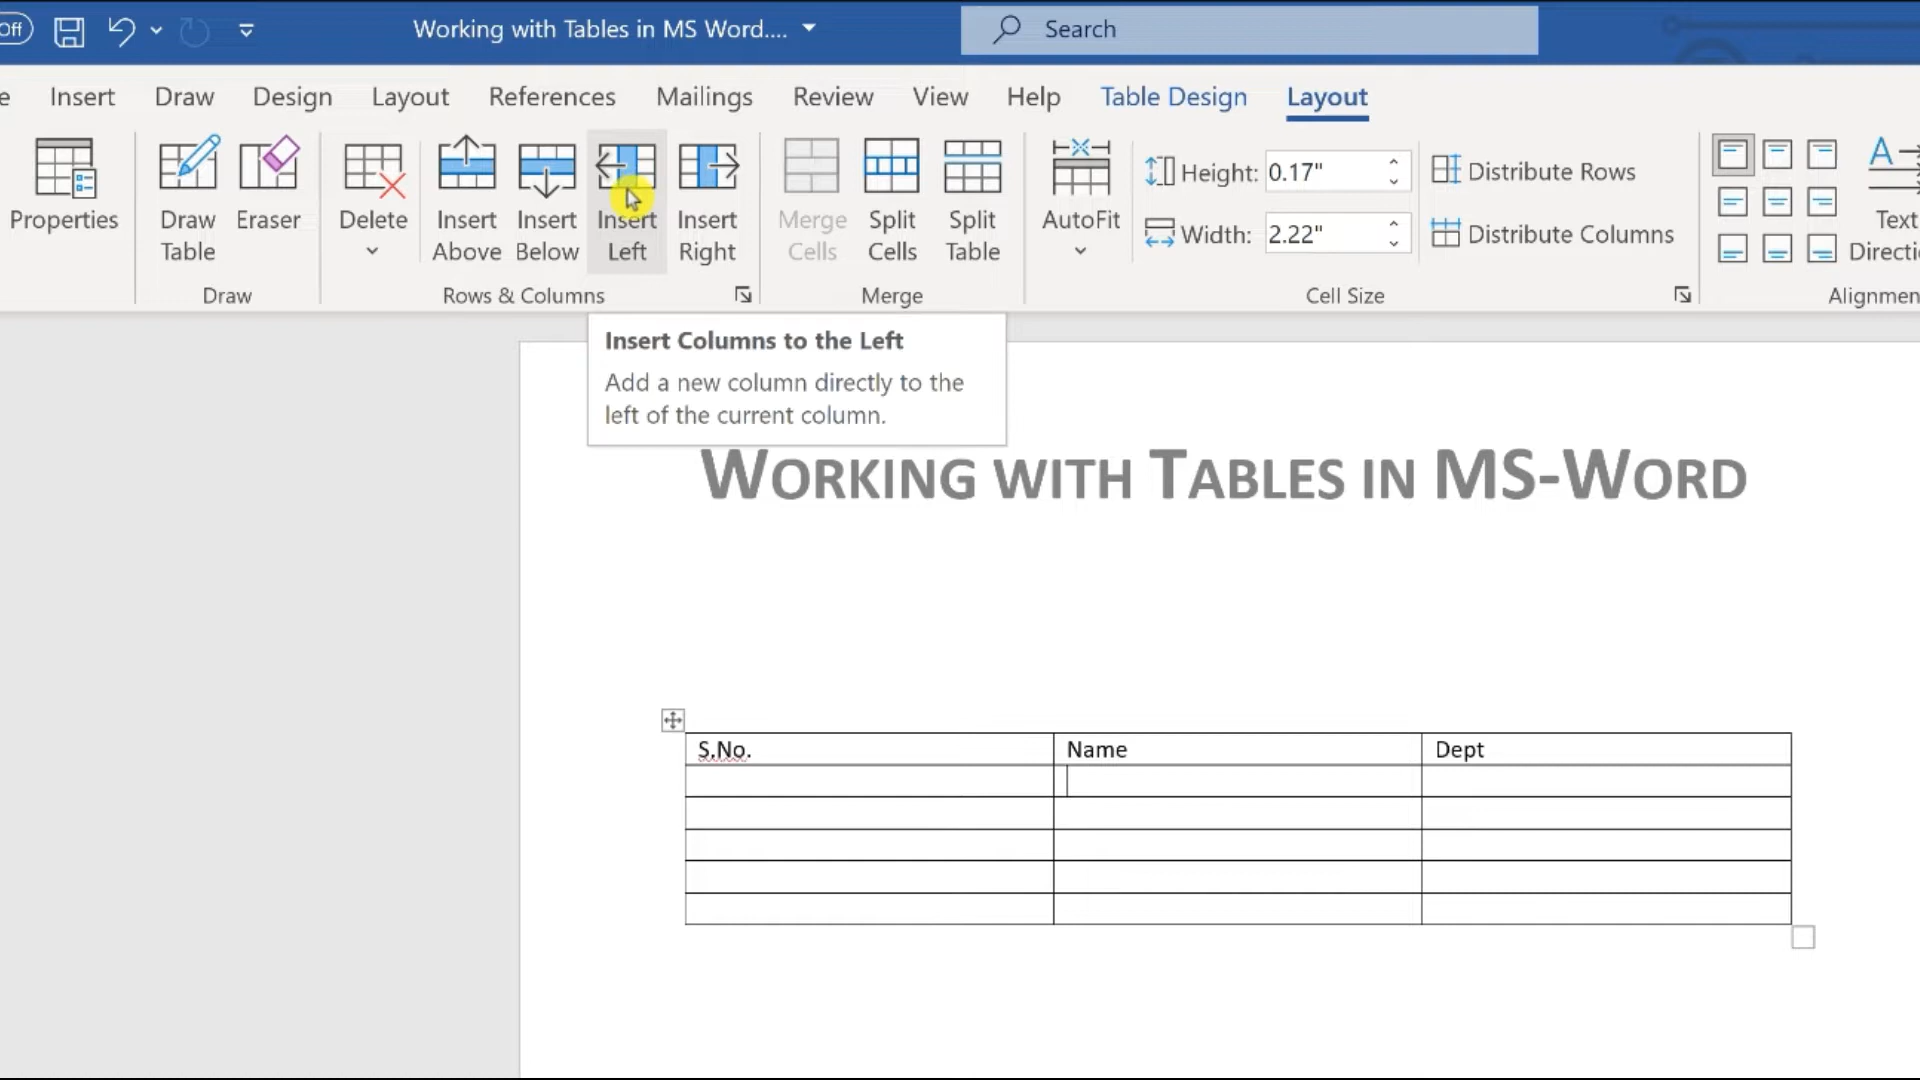 Off Working with Tables in MS Word.... Search
Insert Draw Design Layout References Mailings Review View Help Table Design Layout
Properties
Draw
Table
Eraser
Delete
Insert
Above
Insert
Below
Insert
Left
Insert
Right
Merge
Cells
Split
Cells
Split
Table
AutoFit
Height: 0.17"
Width: 2.22"
Distribute Rows
Distribute Columns
A
Text
Directi
Draw
Rows & Columns
Merge
Cell Size
Alignmen
Insert Columns to the Left
Add a new column directly to the
left of the current column.
WORKING WITH TABLES IN MS-WORD
S.No. Name Dept